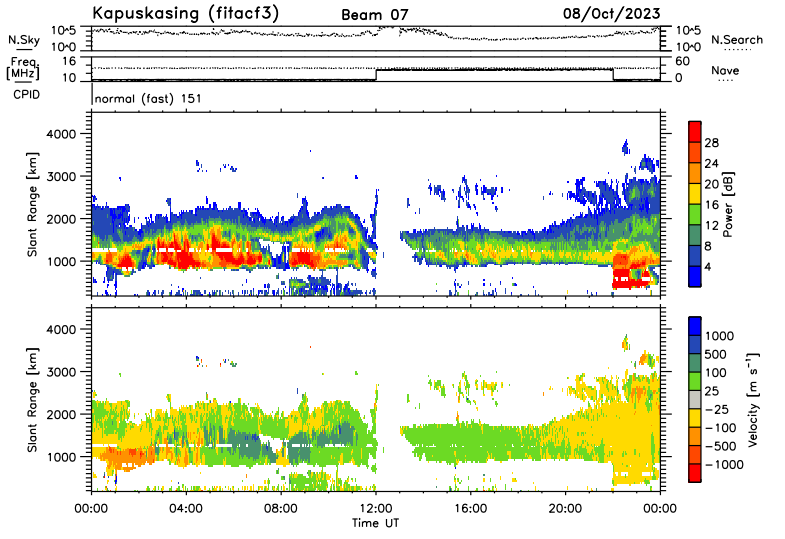 Kapuskasing (fitacf3) Beam 07 08/Oct/2023
N.Sky 10^5 10^0 10^5 10^0 N.Search
Freq. [MHz] 16 10 60 0 Nave
CPID normal (fast) 151
Slant Range [km] 4000 3000 2000 1000
Power [dB] 28 24 20 16 12 8 4
Slant Range [km] 4000 3000 2000 1000
Velocity [m s⁻¹] 1000 500 100 25 −25 −100 −500 −1000
00:00 04:00 08:00 12:00 16:00 20:00 00:00
Time UT